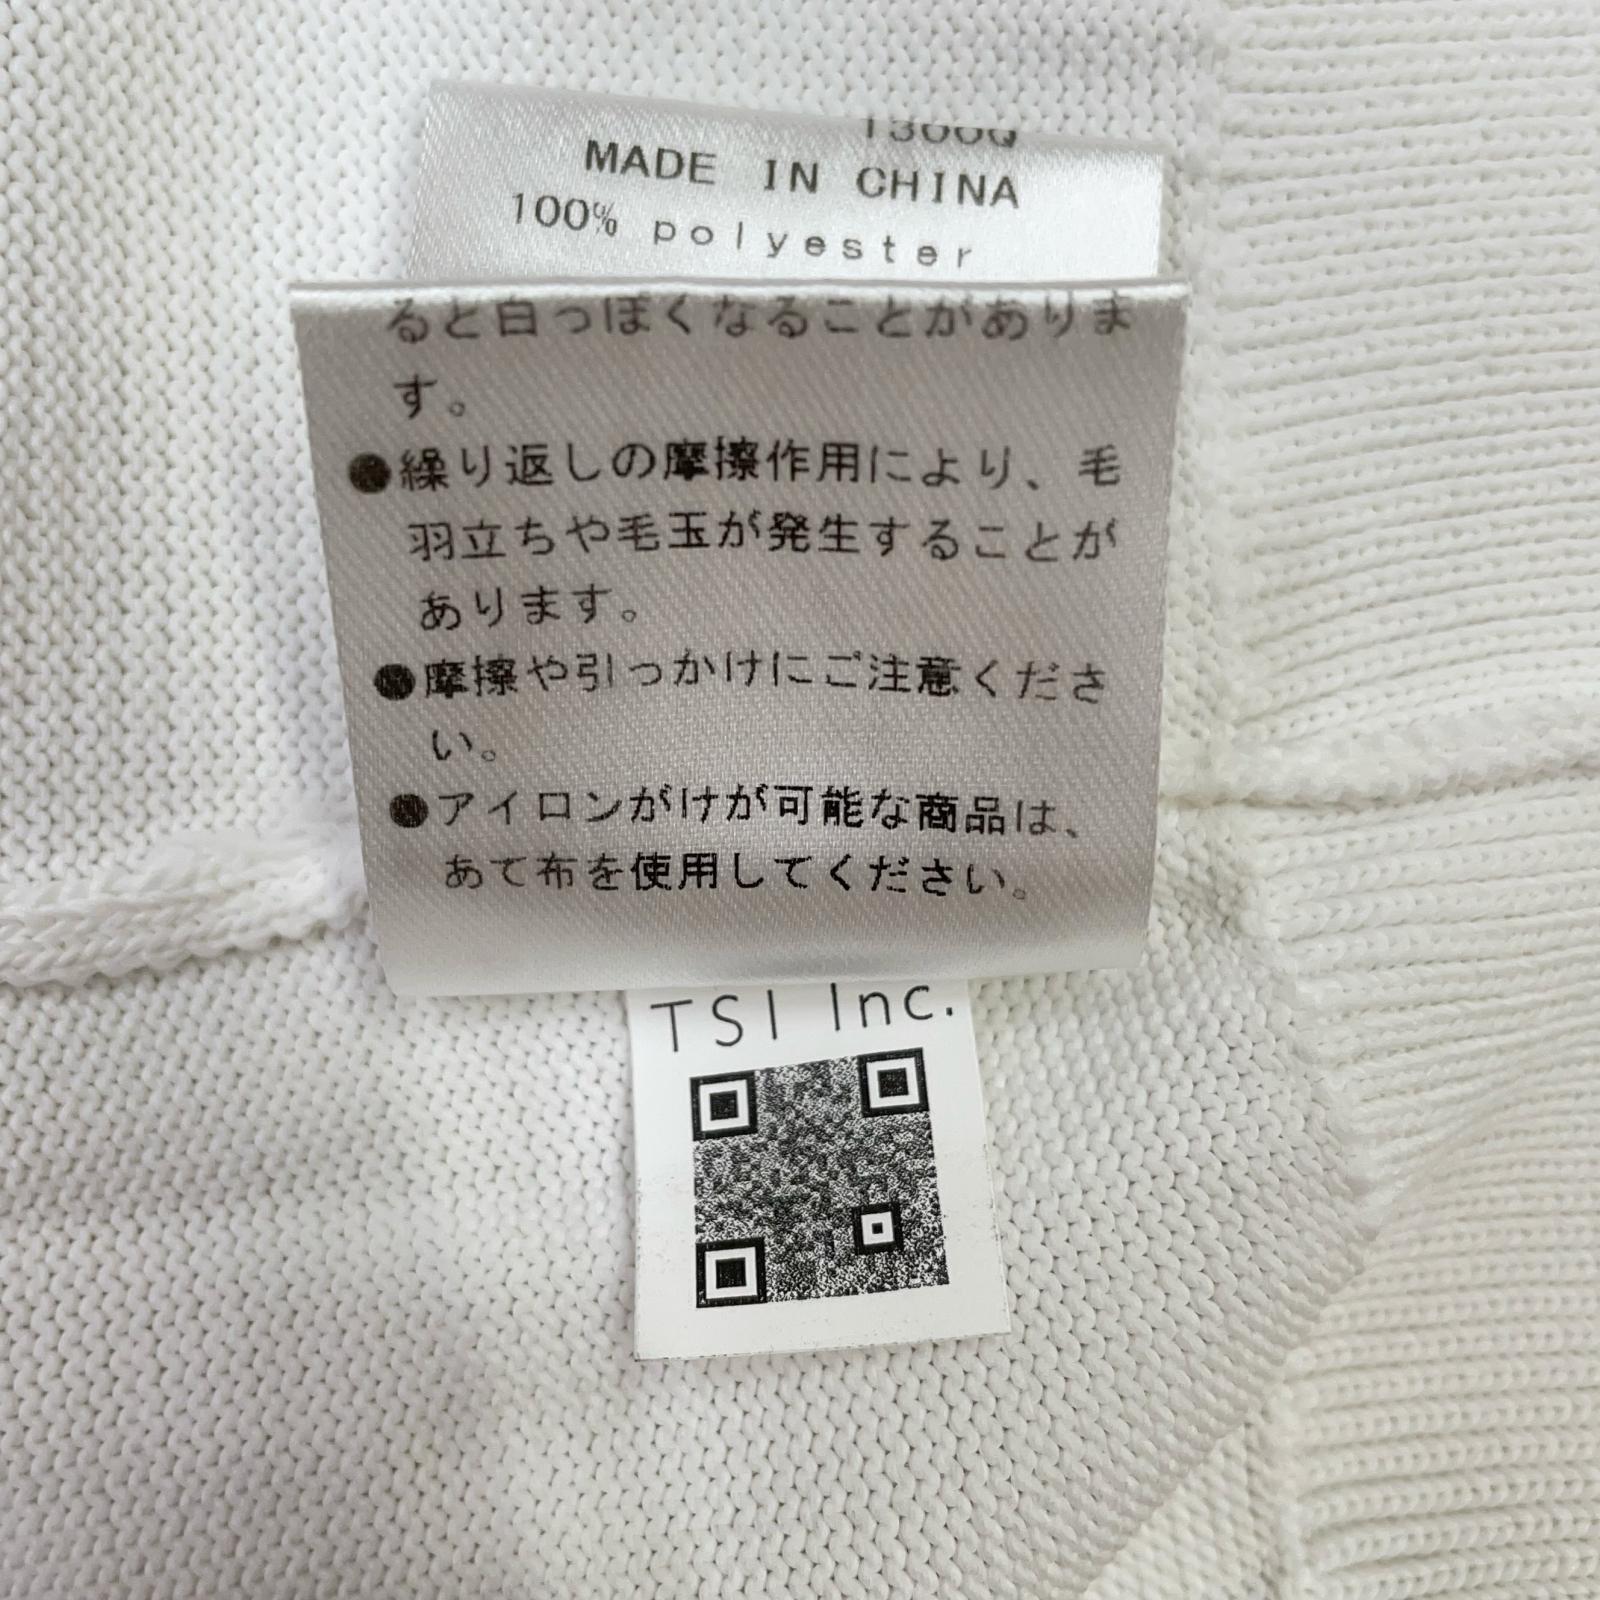 MADE IN CHINA
100% polyester
ると白っぽくなることがありま
す。
●繰り返しの摩擦作用により、毛
羽立ちや毛玉が発生することが
あります。
●摩擦や引っかけにご注意くださ
い。
●アイロンがけが可能な商品は、
あて布を使用してください。
TSI Inc.